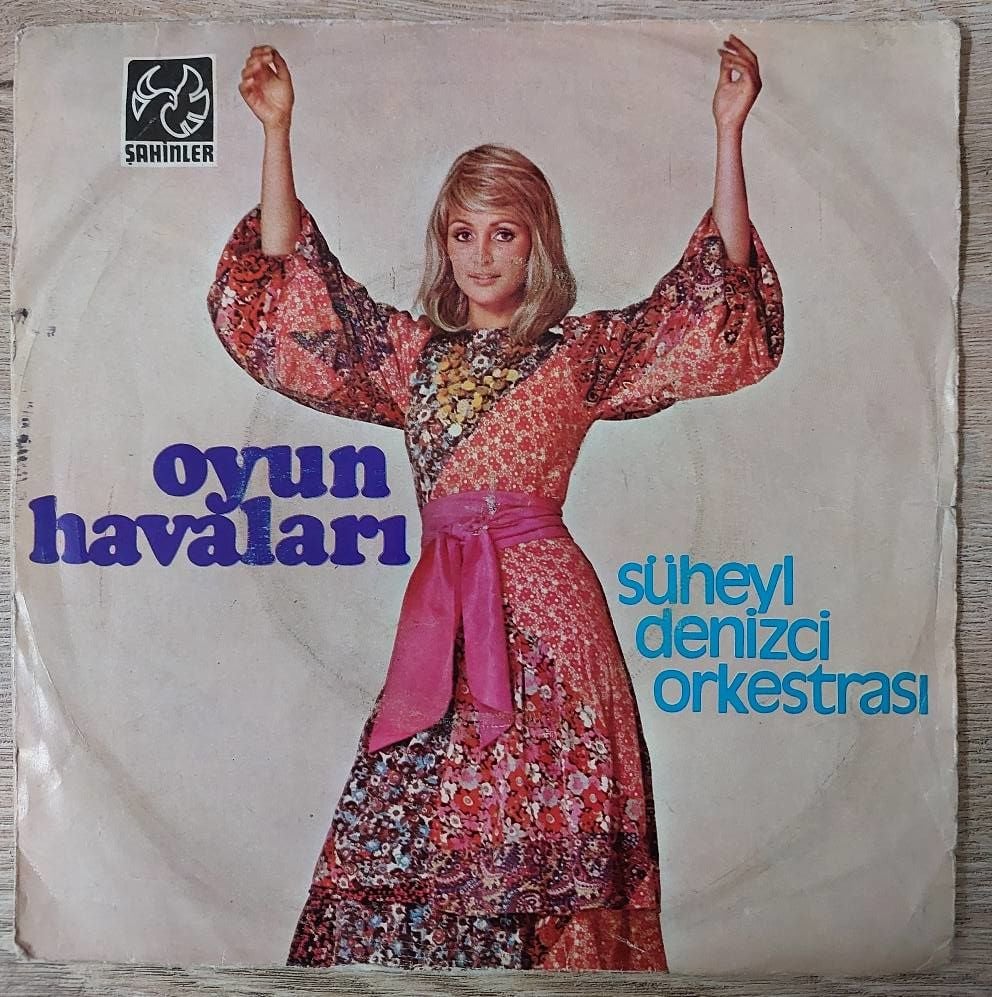 ŞAHİNLER
oyun
havaları
süheyl
denizci
orkestrası